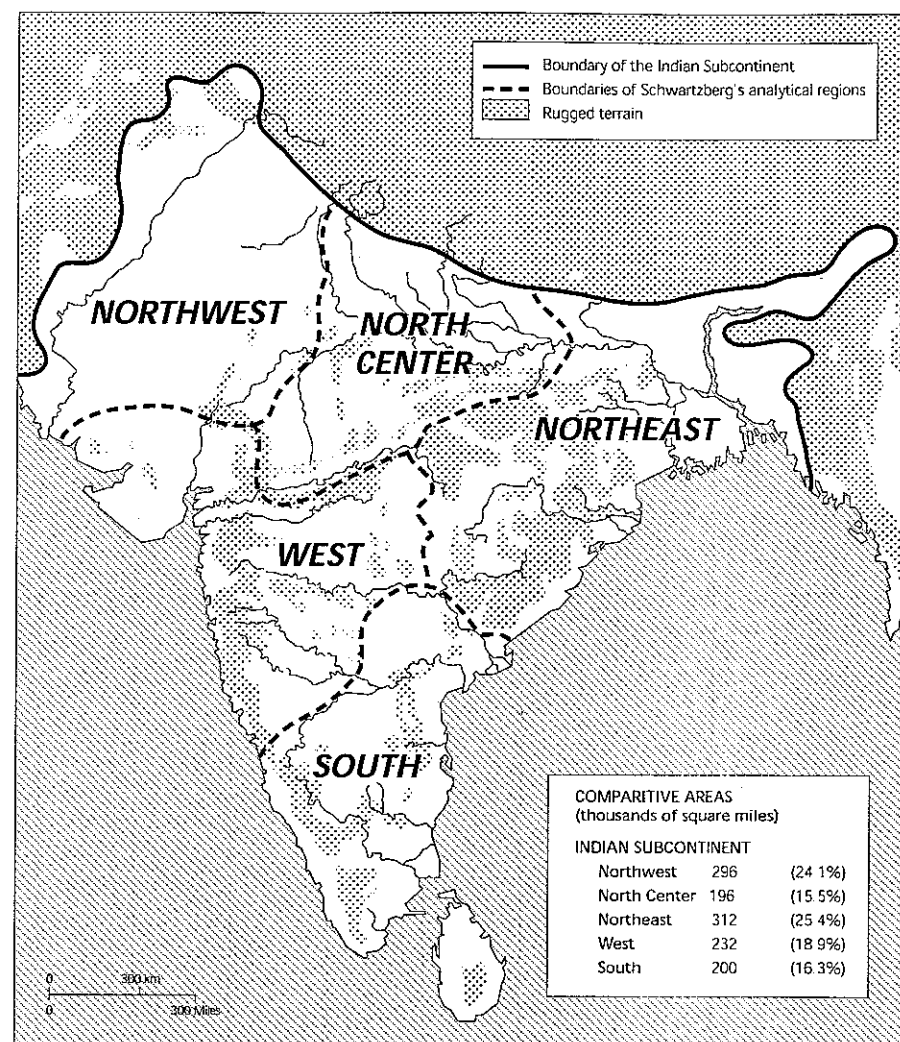 Boundary of the Indian Subcontinent
Boundaries of Schwartzberg's analytical regions
Rugged terrain
NORTHWEST
NORTH
CENTER
NORTHEAST
WEST
SOUTH
COMPARITIVE AREAS
(thousands of square miles)
INDIAN SUBCONTINENT
Northwest 296 (24.1%)
North Center 196 (15.5%)
Northeast 312 (25.4%)
West 232 (18.9%)
South 200 (16.3%)
0 300 km
0 300 Miles